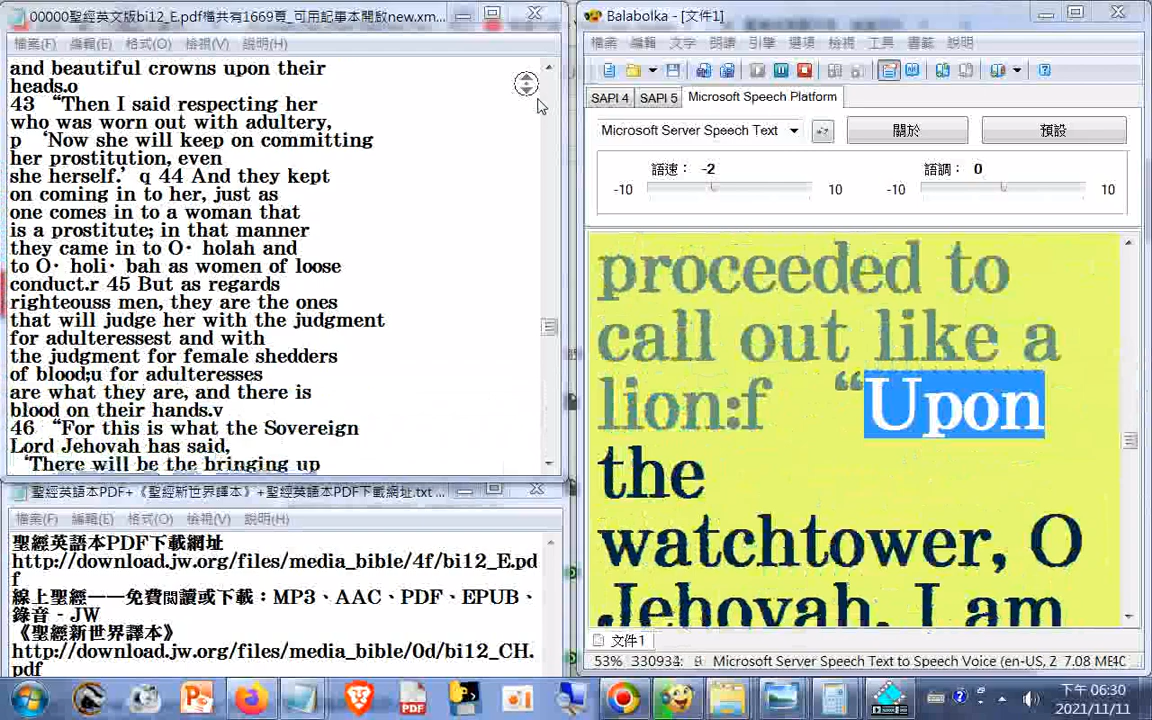 00000聖經英文版bi12_E.pdf檔共有1669頁_可用記事本開啟new.xm...
檔案(F) 編輯(E) 格式(O) 檢視(V) 說明(H)
and beautiful crowns upon their
heads.o
43 “Then I said respecting her
who was worn out with adultery,
p ‘Now she will keep on committing
her prostitution, even
she herself.’ q 44 And they kept
on coming in to her, just as
one comes in to a woman that
is a prostitute; in that manner
they came in to O·holah and
to O·holi·bah as women of loose
conduct.r 45 But as regards
righteouss men, they are the ones
that will judge her with the judgment
for adulteressest and with
the judgment for female shedders
of blood;u for adulteresses
are what they are, and there is
blood on their hands.v
46 “For this is what the Sovereign
Lord Jehovah has said,
‘There will be the bringing up
聖經英語本PDF+《聖經新世界譯本》+聖經英語本PDF下載網址.txt ...
檔案(F) 編輯(E) 格式(O) 檢視(V) 說明(H)
聖經英語本PDF下載網址
http://download.jw.org/files/media_bible/4f/bi12_E.pd
f
線上聖經——免費閱讀或下載：MP3、AAC、PDF、EPUB、
錄音 - JW
《聖經新世界譯本》
http://download.jw.org/files/media_bible/0d/bi12_CH.
pdf
Balabolka - [文件1]
檔案 編輯 文字 朗讀 引擎 選項 檢視 工具 書籤 說明
SAPI 4 SAPI 5 Microsoft Speech Platform
Microsoft Server Speech Text 關於 預設
語速： -2 語調： 0
-10 10 -10 10
proceeded to
call out like a
lion:f “Upon
the
watchtower, O
Jehovah, I am
文件1
53% 330934: Microsoft Server Speech Text to Speech Voice (en-US, Z 7.08 ME
下午 06:30
2021/11/11